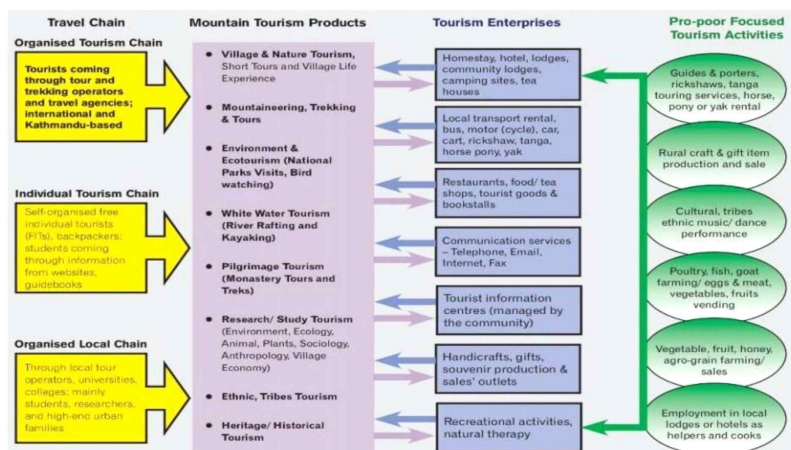 Travel Chain
Organised Tourism Chain
Tourists coming
through tour and
trekking operators
and travel agencies;
international and
Kathmandu-based
Individual Tourism Chain
Self-organised free
individual tourists
(FITs), backpackers;
students coming
through information
from websites,
guidebooks
Organised Local Chain
Through local tour
operators, universities,
colleges; mainly
students, researchers,
and high-end urban
families
Mountain Tourism Products
• Village & Nature Tourism,
Short Tours and Village Life
Experience
• Mountaineering, Trekking
& Tours
• Environment &
Ecotourism (National
Parks Visits, Bird
watching)
• White Water Tourism
(River Rafting and
Kayaking)
• Pilgrimage Tourism
(Monastery Tours and
Treks)
• Research/ Study Tourism
(Environment, Ecology,
Animal, Plants, Sociology,
Anthropology, Village
Economy)
• Ethnic, Tribes Tourism
• Heritage/ Historical
Tourism
Tourism Enterprises
Homestay, hotel, lodges,
community lodges,
camping sites, tea
houses
Local transport rental,
bus, motor (cycle), car,
cart, rickshaw, tanga,
horse pony, yak
Restaurants, food/ tea
shops, tourist goods &
bookstalls
Communication services
– Telephone, Email,
Internet, Fax
Tourist information
centres (managed by
the community)
Handicrafts, gifts,
souvenir production &
sales' outlets
Recreational activities,
natural therapy
Pro-poor Focused
Tourism Activities
Guides & porters,
rickshaws, tanga
touring services, horse,
pony or yak rental
Rural craft & gift item
production and sale
Cultural, tribes
ethnic music/ dance
performance
Poultry, fish, goat
farming/ eggs & meat,
vegetables, fruits
vending
Vegetable, fruit, honey,
agro-grain farming/
sales
Employment in local
lodges or hotels as
helpers and cooks